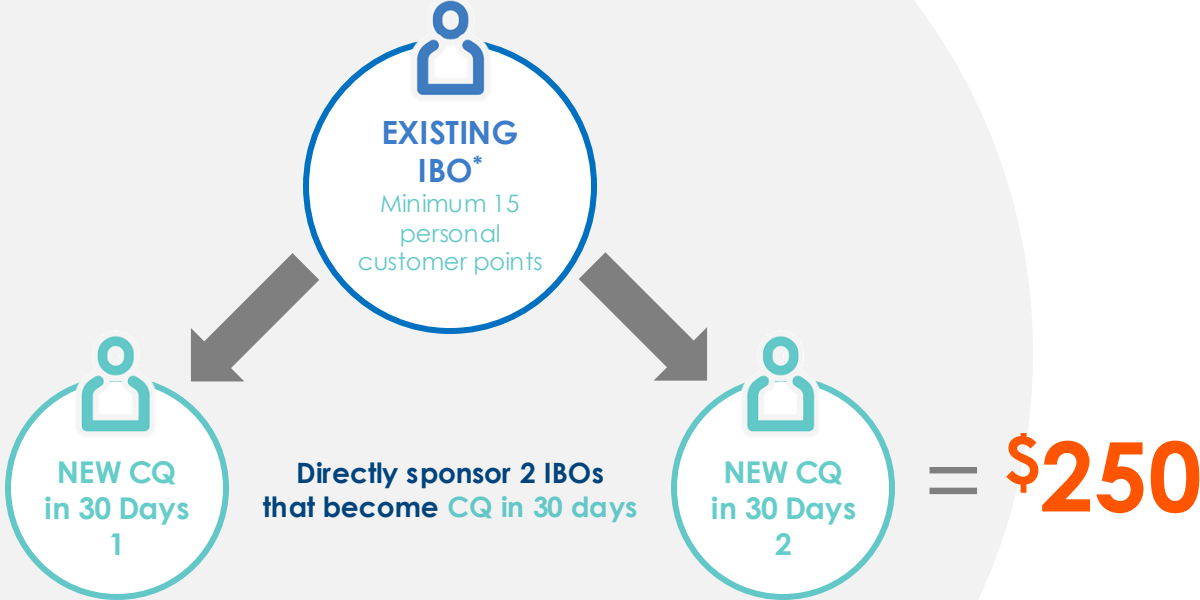 EXISTING
IBO*
Minimum 15
personal
customer points
NEW CQ
in 30 Days
1
Directly sponsor 2 IBOs
that become CQ in 30 days
NEW CQ
in 30 Days
2
= $250